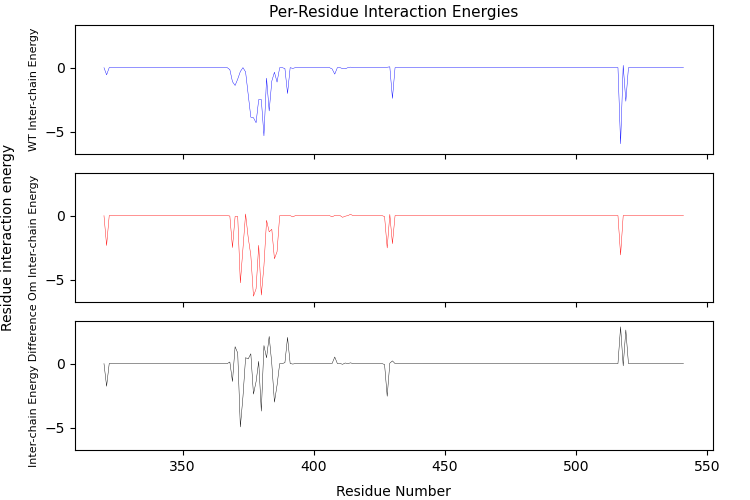 Per-Residue Interaction Energies
Residue interaction energy
WT Inter-chain Energy
0
−5
Om Inter-chain Energy
0
−5
Inter-chain Energy Difference
0
−5
350
400
450
500
550
Residue Number